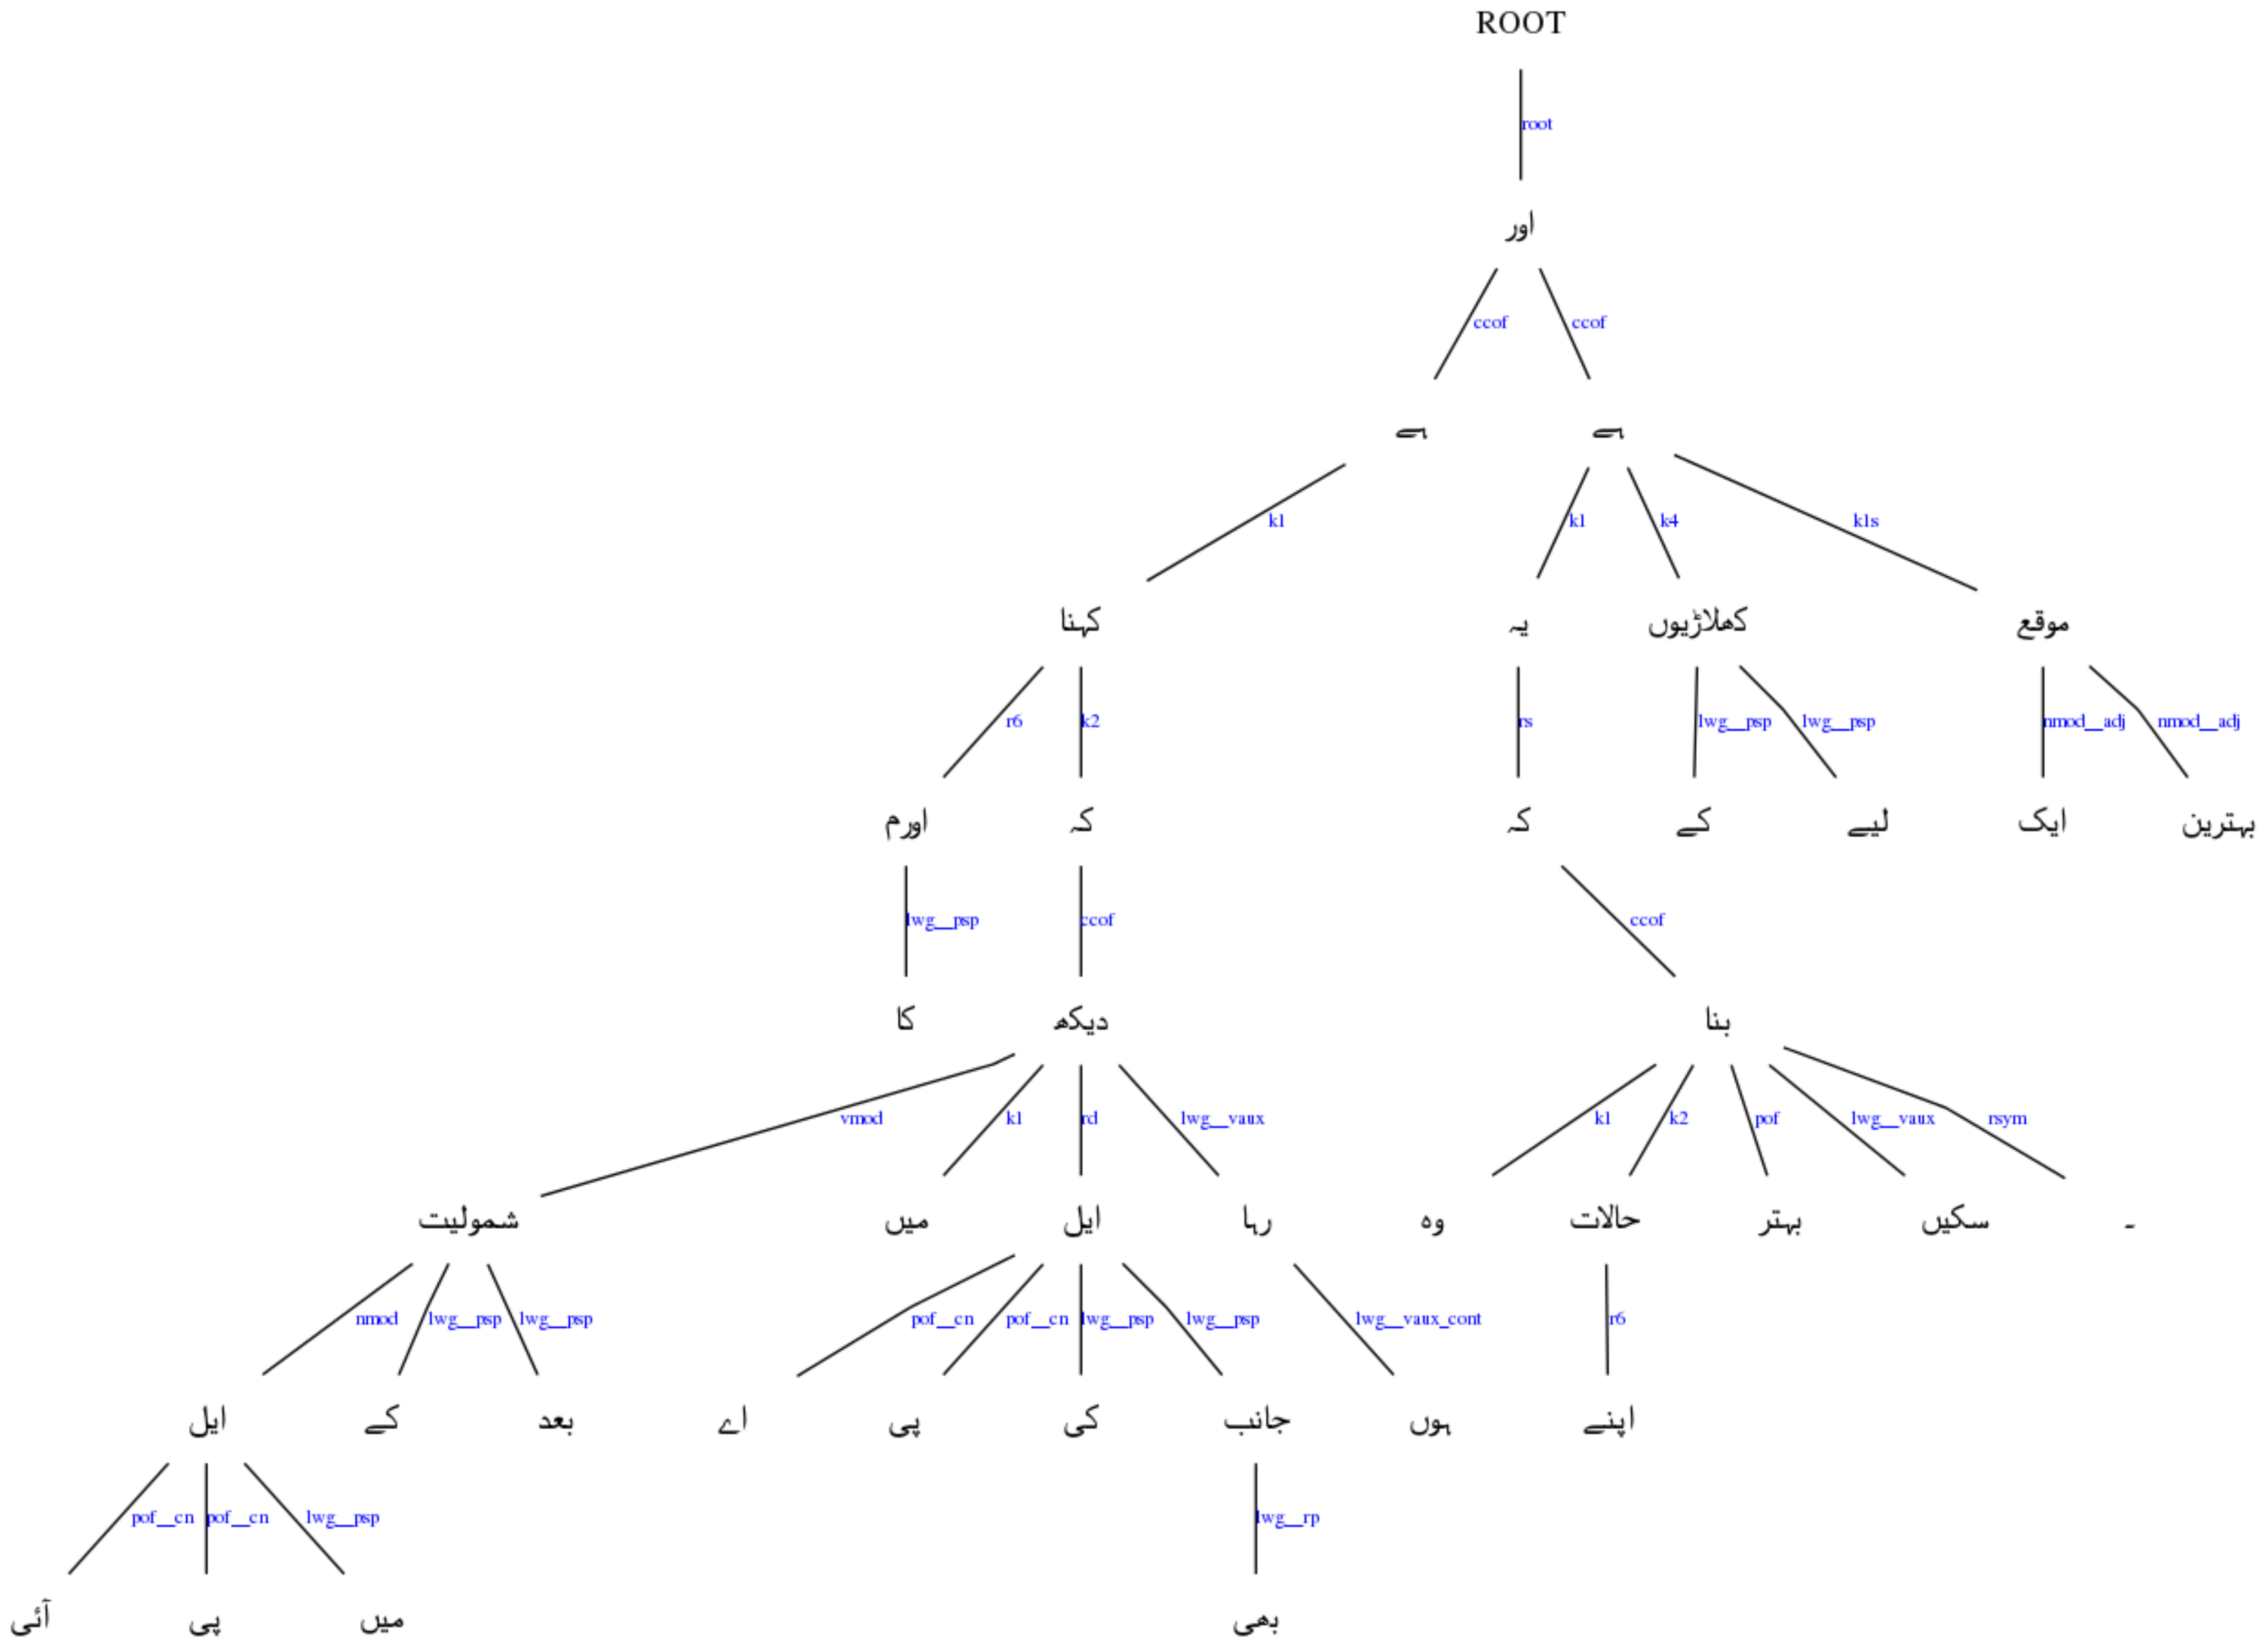 ROOT
root
اور
ccof ccof
ہے ہے
k1 k1 k4 k1s
کہنا یہ کھلاڑیوں موقع
r6 k2 rs lwg__psp lwg__psp nmod__adj nmod__adj
اورم کہ کہ کے لیے ایک بہترین
lwg__psp ccof ccof
کا دیکھ بنا
vmod k1 rd lwg__vaux k1 k2 pof lwg__vaux rsym
شمولیت میں ایل رہا وہ حالات بہتر سکیں ۔
nmod lwg__psp lwg__psp pof__cn pof__cn lwg__psp lwg__psp lwg__vaux_cont r6
ایل کے بعد اے پی کی جانب ہوں اپنے
pof__cn pof__cn lwg__psp lwg__rp
آئی پی میں بھی